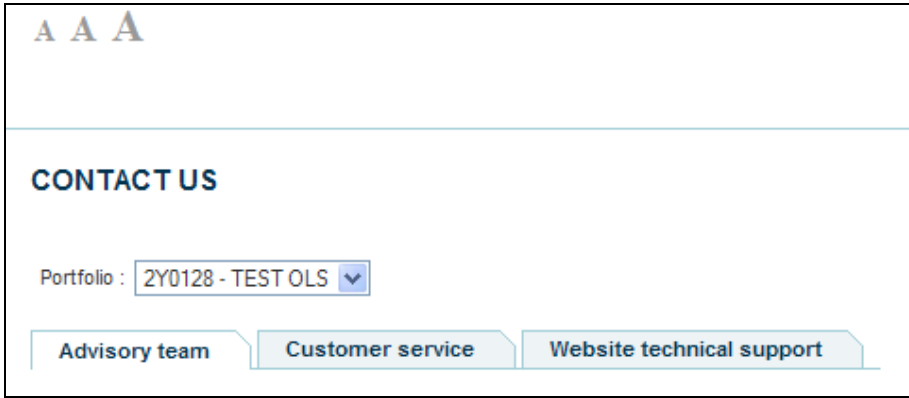 A A A
CONTACT US
Portfolio : 2Y0128 - TEST OLS
Advisory team Customer service Website technical support